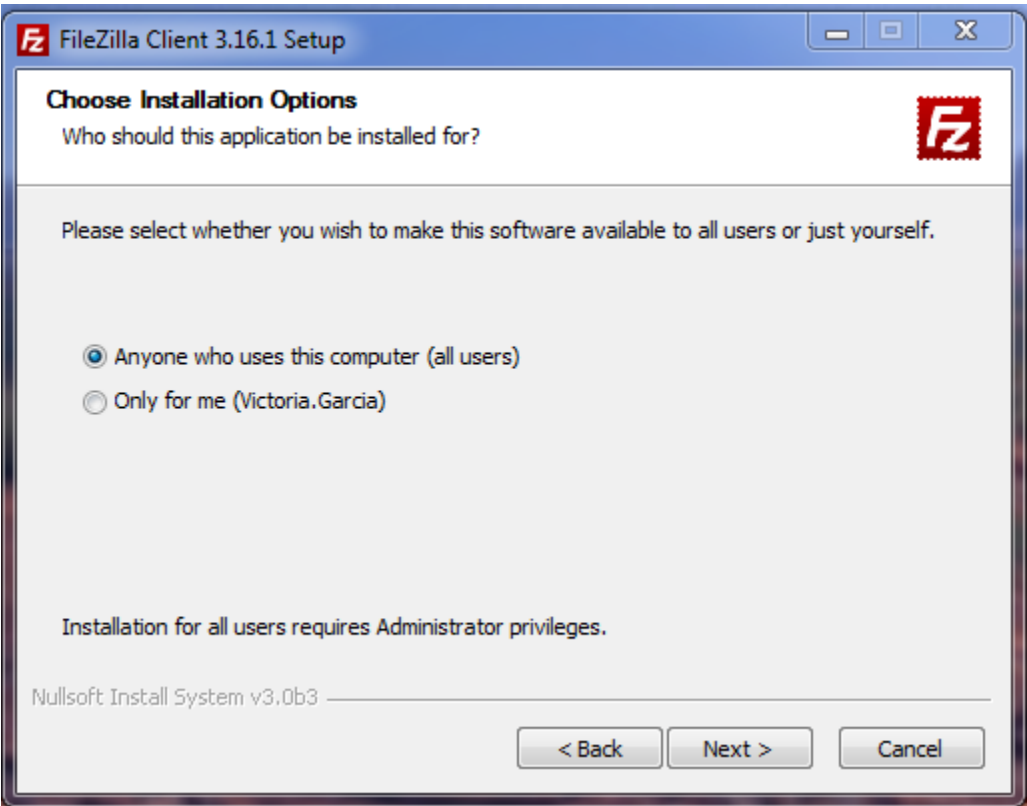 FileZilla Client 3.16.1 Setup
Choose Installation Options
Who should this application be installed for?
Fz
Please select whether you wish to make this software available to all users or just yourself.
Anyone who uses this computer (all users)
Only for me (Victoria.Garcia)
Installation for all users requires Administrator privileges.
Nullsoft Install System v3.0b3
< Back Next > Cancel